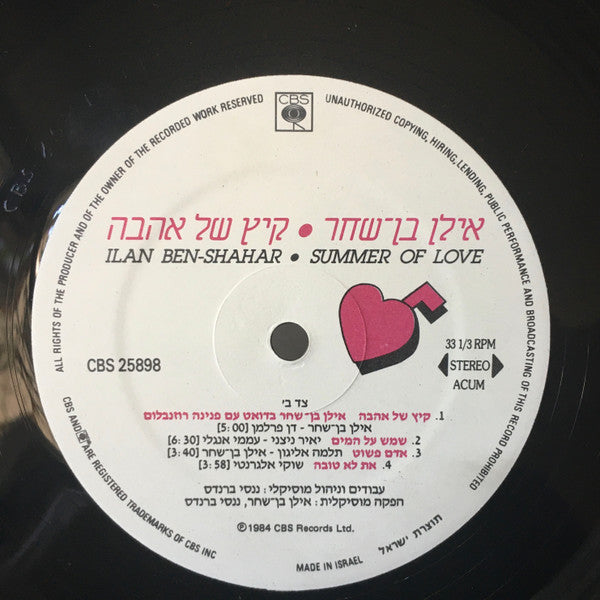 CBS
ALL RIGHTS OF THE PRODUCER AND OF THE OWNER OF THE RECORDED WORK RESERVED
UNAUTHORIZED COPYING, HIRING, LENDING, PUBLIC PERFORMANCE AND BROADCASTING OF THIS RECORD PROHIBITED
CBS
אילן בן־שחר • קיץ של אהבה
ILAN BEN-SHAHAR • SUMMER OF LOVE
CBS 25898
33 1/3 RPM
STEREO
ACUM
צד ב׳
1. קיץ של אהבה אילן בן־שחר בדואט עם פנינה רוזנבלום
אילן בן־שחר - דן פרלמן [5:00]
2. שמש על המים יאיר ניצני - עממי אנגלי [6:30]
3. אדם פשוט תלמה אליגון - אילן בן־שחר [3:40]
4. את לא טובה שוקי אלגרנטי [3:58]
עבודים וניהול מוסיקלי: ננסי ברנדס
הפקה מוסיקלית: אילן בן־שחר, ננסי ברנדס
℗1984 CBS Records Ltd.
CBS AND ARE REGISTERED TRADEMARKS OF CBS INC
MADE IN ISRAEL
תוצרת ישראל